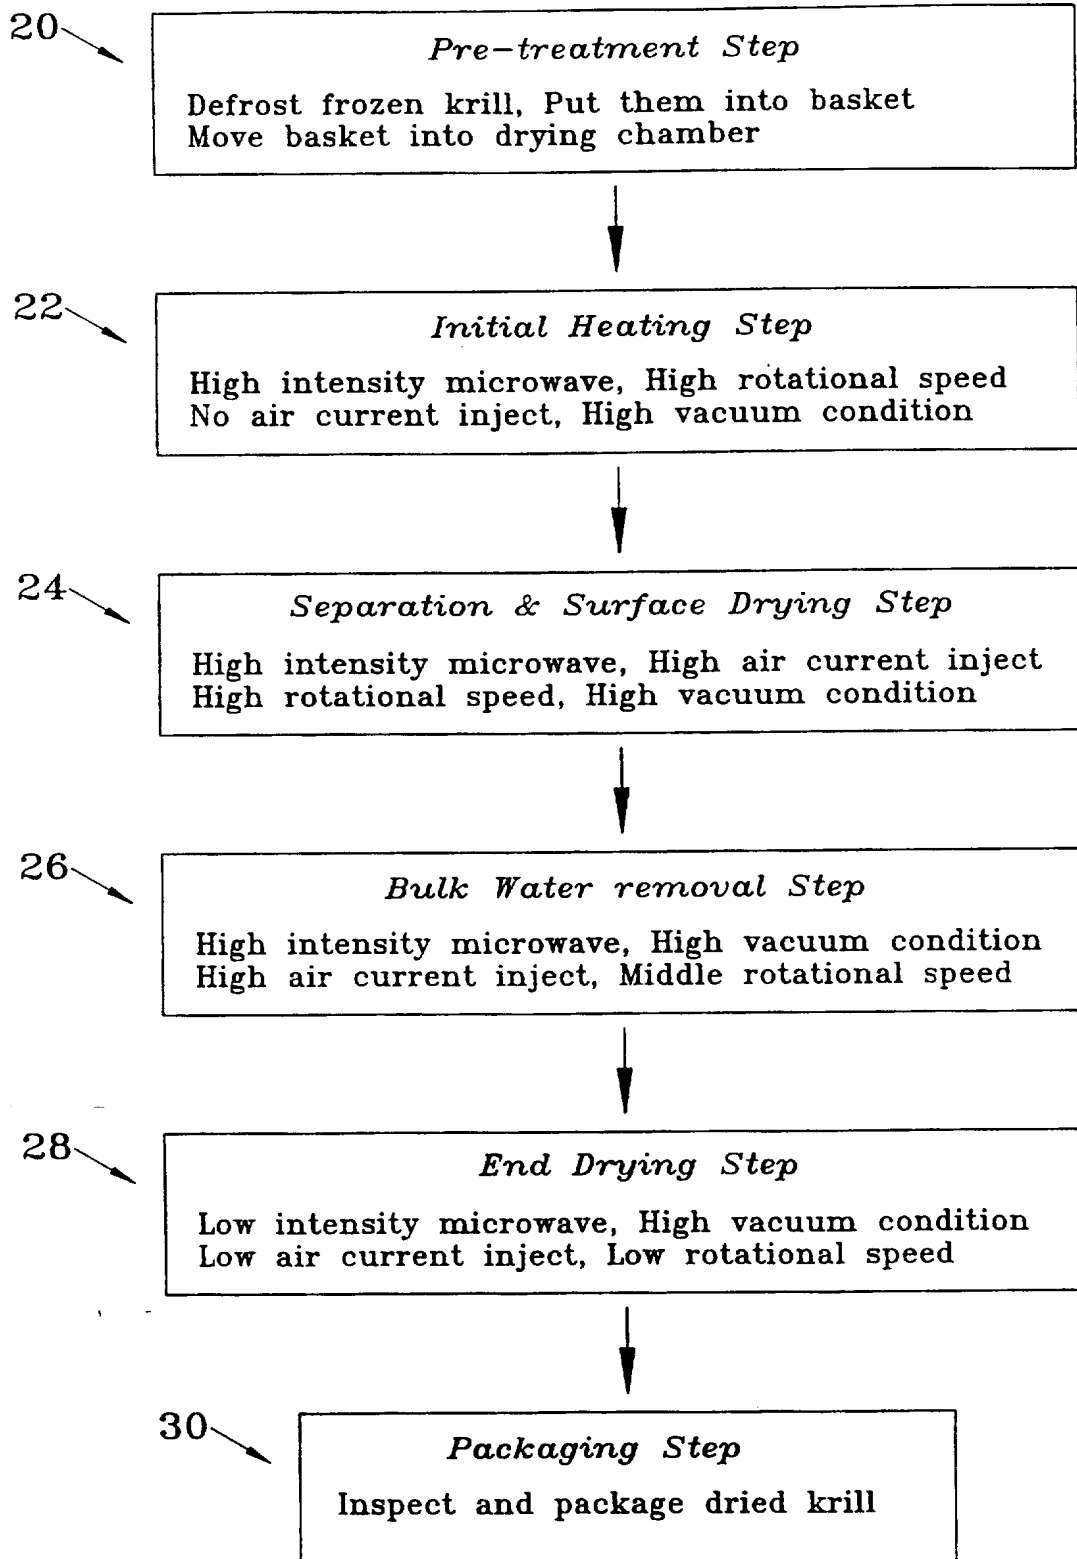 20
Pre-treatment Step
Defrost frozen krill, Put them into basket
Move basket into drying chamber
22
Initial Heating Step
High intensity microwave, High rotational speed
No air current inject, High vacuum condition
24
Separation & Surface Drying Step
High intensity microwave, High air current inject
High rotational speed, High vacuum condition
26
Bulk Water removal Step
High intensity microwave, High vacuum condition
High air current inject, Middle rotational speed
28
End Drying Step
Low intensity microwave, High vacuum condition
Low air current inject, Low rotational speed
30
Packaging Step
Inspect and package dried krill